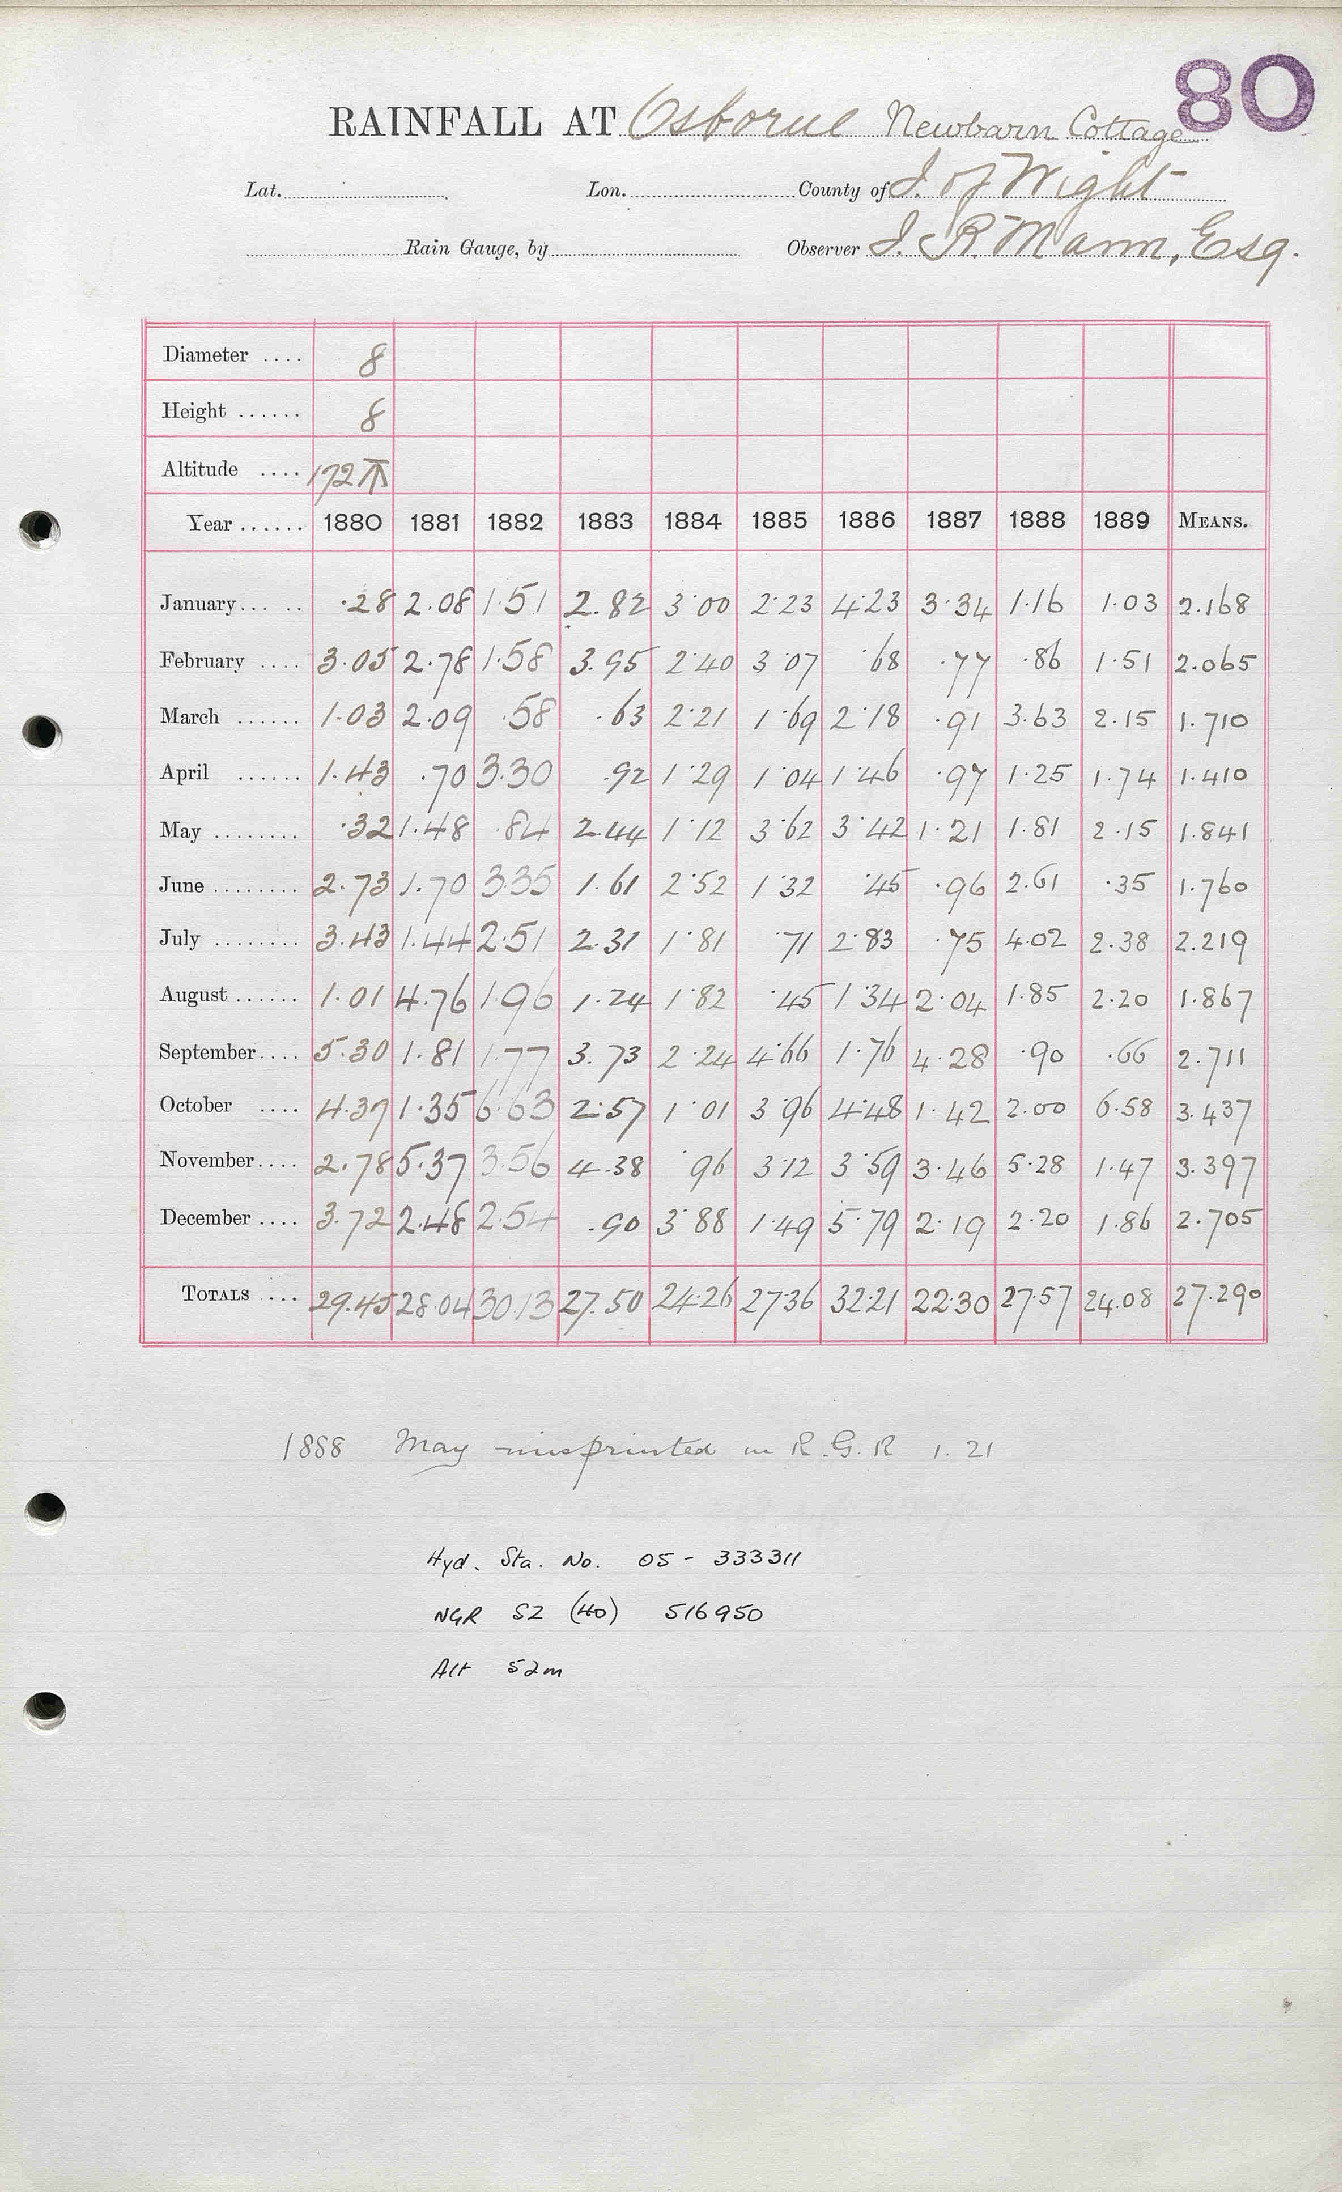 80
RAINFALL AT Osborne Newbarn Cottage
Lat. Lon. County of I. of Wight
Rain Gauge, by Observer J. R. Mann, Esq.
Diameter .... 8
Height ...... 8
Altitude .... 172
Year ...... 1880 1881 1882 1883 1884 1885 1886 1887 1888 1889 MEANS.
January... .. .28 2.08 1.51 2.82 3.00 2.23 4.23 3.34 1.16 1.03 2.168
February .... 3.05 2.78 1.58 3.95 2.40 3.07 .68 .77 .86 1.51 2.065
March ...... 1.03 2.09 .58 .63 2.21 1.69 2.18 .91 3.63 2.15 1.710
April ...... 1.43 .70 3.30 .92 1.29 1.04 1.46 .97 1.25 1.74 1.410
May ........ .32 1.48 .84 2.44 1.12 3.62 3.42 1.21 1.81 2.15 1.841
June ........ 2.73 1.70 3.35 1.61 2.52 1.32 .45 .96 2.61 .35 1.760
July ........ 3.43 1.44 2.51 2.31 1.81 .71 2.83 .75 4.02 2.38 2.219
August ...... 1.01 4.76 1.96 1.24 1.82 .45 1.34 2.04 1.85 2.20 1.867
September.... 5.30 1.81 1.77 3.73 2.24 4.66 1.76 4.28 .90 .66 2.711
October .... 4.37 1.35 6.63 2.57 1.01 3.96 4.48 1.42 2.00 6.58 3.437
November.... 2.78 5.37 3.56 4.38 .96 3.12 3.59 3.46 5.28 1.47 3.397
December .... 3.72 2.48 2.54 .90 3.88 1.49 5.79 2.19 2.20 1.86 2.705
TOTALS .... 29.45 28.04 30.13 27.50 24.26 27.36 32.21 22.30 27.57 24.08 27.290
1888 May misprinted in R.G.R 1.21
Hyd. Sta. No. 05 - 333311
NGR SZ (40) 516950
Alt 52m